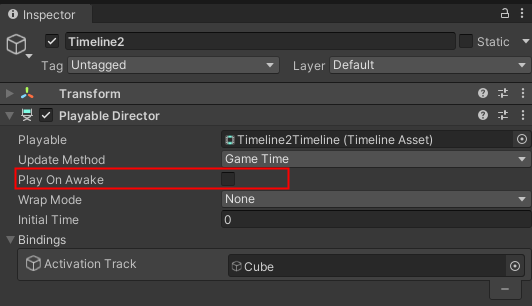 Inspector
Timeline2
Static
Tag Untagged Layer Default
Transform
Playable Director
Playable Timeline2Timeline (Timeline Asset)
Update Method Game Time
Play On Awake
Wrap Mode None
Initial Time 0
Bindings
Activation Track Cube